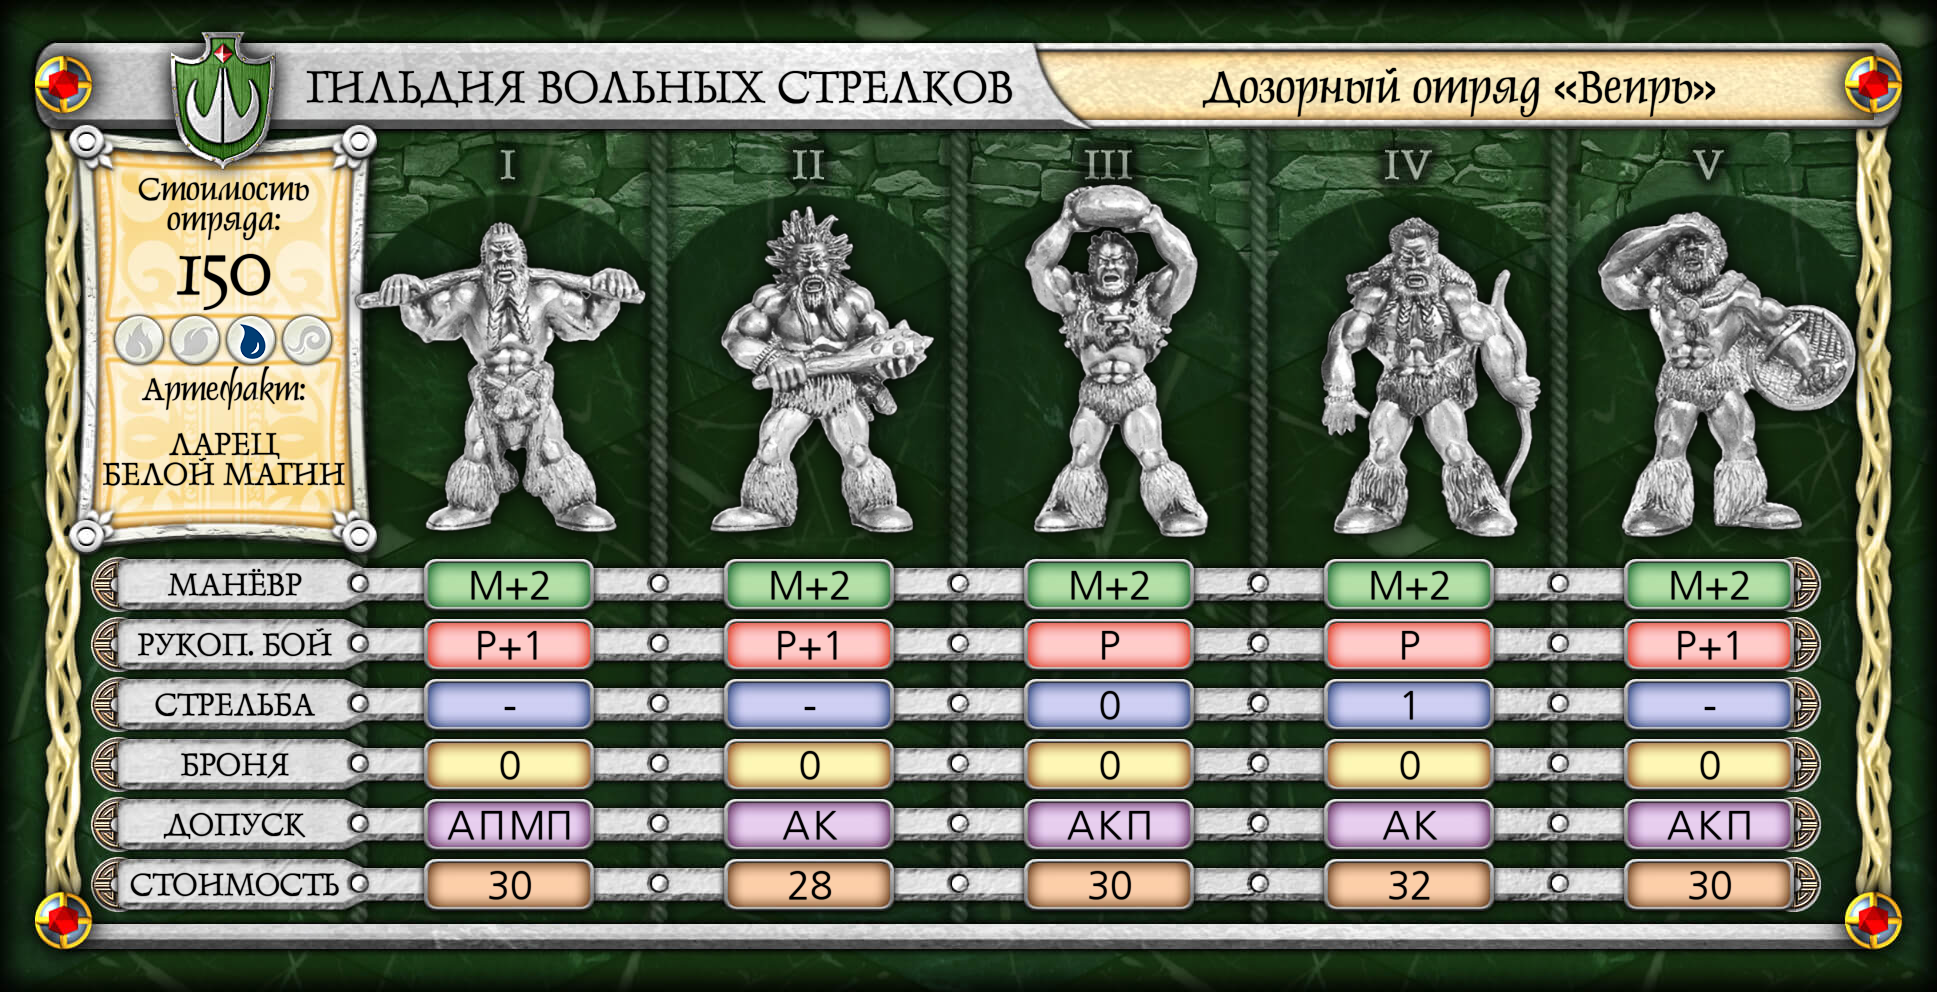 ГИЛЬДИЯ ВОЛЬНЫХ СТРЕЛКОВ
Дозорный отряд «Вепрь»
Стоимость
отряда:
150
Артефакт:
ЛАРЕЦ
БЕЛОЙ МАГИИ
I II III IV V
МАНЁВР М+2 М+2 М+2 М+2 М+2
РУКОП. БОЙ Р+1 Р+1 Р Р Р+1
СТРЕЛЬБА - - 0 1 -
БРОНЯ 0 0 0 0 0
ДОПУСК АПМП АК АКП АК АКП
СТОИМОСТЬ 30 28 30 32 30